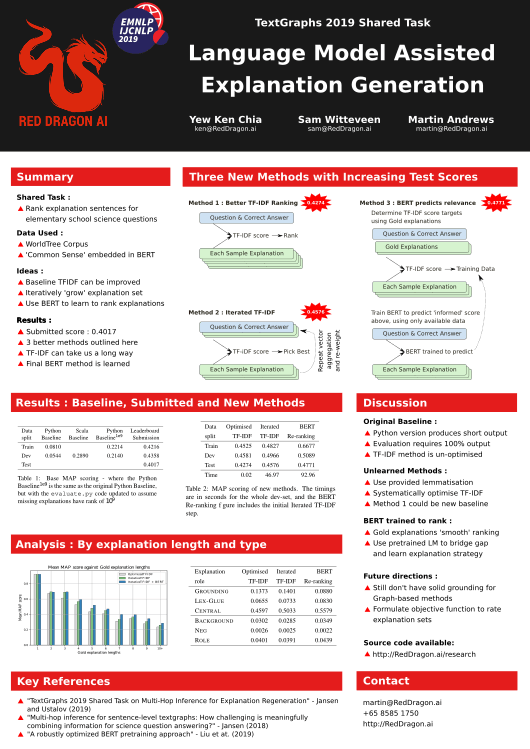 EMNLP
IJCNLP
2019
RED DRAGON AI
TextGraphs 2019 Shared Task
Language Model Assisted
Explanation Generation
Yew Ken Chia
ken@RedDragon.ai
Sam Witteveen
sam@RedDragon.ai
Martin Andrews
martin@RedDragon.ai
Summary
Shared Task :
Rank explanation sentences for
elementary school science questions
Data Used :
WorldTree Corpus
'Common Sense' embedded in BERT
Ideas :
Baseline TFIDF can be improved
Iteratively 'grow' explanation set
Use BERT to learn to rank explanations
Results :
Submitted score : 0.4017
3 better methods outlined here
TF-IDF can take us a long way
Final BERT method is learned
Three New Methods with Increasing Test Scores
Method 1 : Better TF-IDF Ranking
0.4274
Question & Correct Answer
TF-IDF score
Rank
Each Sample Explanation
Method 2 : Iterated TF-IDF
0.4576
Question & Correct Answer
TF-IDF score
Pick Best
Each Sample Explanation
Repeat vector
aggregation
and re-weight
Method 3 : BERT predicts relevance
0.4771
Determine TF-IDF score targets
using Gold explanations
Question & Correct Answer
Gold Explanations
TF-IDF score
Training Data
Each Sample Explanation
Train BERT to predict 'informed' score
above, using only available data
Question & Correct Answer
BERT trained to predict
Each Sample Explanation
Results : Baseline, Submitted and New Methods
Data Python Scala Python Leaderboard
split Baseline Baseline Baseline1e9 Submission
Train 0.0810 0.2214 0.4216
Dev 0.0544 0.2890 0.2140 0.4358
Test 0.4017
Table 1: Base MAP scoring - where the Python
Baseline1e9 is the same as the original Python Baseline,
but with the evaluate.py code updated to assume
missing explanations have rank of 10^9
Data Optimised Iterated BERT
split TF-IDF TF-IDF Re-ranking
Train 0.4525 0.4827 0.6677
Dev 0.4581 0.4966 0.5089
Test 0.4274 0.4576 0.4771
Time 0.02 46.97 92.96
Table 2: MAP scoring of new methods. The timings
are in seconds for the whole dev-set, and the BERT
Re-ranking f gure includes the initial Iterated TF-IDF
step.
Discussion
Original Baseline :
Python version produces short output
Evaluation requires 100% output
TF-IDF method is un-optimised
Unlearned Methods :
Use provided lemmatisation
Systematically optimise TF-IDF
Method 1 could be new baseline
BERT trained to rank :
Gold explanations 'smooth' ranking
Use pretrained LM to bridge gap
and learn explanation strategy
Future directions :
Still don't have solid grounding for
Graph-based methods
Formulate objective function to rate
explanation sets
Source code available:
http://RedDragon.ai/research
Analysis : By explanation length and type
Mean MAP score against Gold explanation lengths
Mean MAP score
1 2 3 4 5 6 7 8 9 10+
Gold explanation lengths
Explanation Optimised Iterated BERT
role TF-IDF TF-IDF Re-ranking
GROUNDING 0.1373 0.1401 0.0880
LEX-GLUE 0.0655 0.0733 0.0830
CENTRAL 0.4597 0.5033 0.5579
BACKGROUND 0.0302 0.0285 0.0349
NEG 0.0026 0.0025 0.0022
ROLE 0.0401 0.0391 0.0439
Key References
"TextGraphs 2019 Shared Task on Multi-Hop Inference for Explanation Regeneration" - Jansen
and Ustalov (2019)
"Multi-hop inference for sentence-level textgraphs: How challenging is meaningfully
combining information for science question answering?" - Jansen (2018)
"A robustly optimized BERT pretraining approach" - Liu et at. (2019)
Contact
martin@RedDragon.ai
+65 8585 1750
http://RedDragon.ai